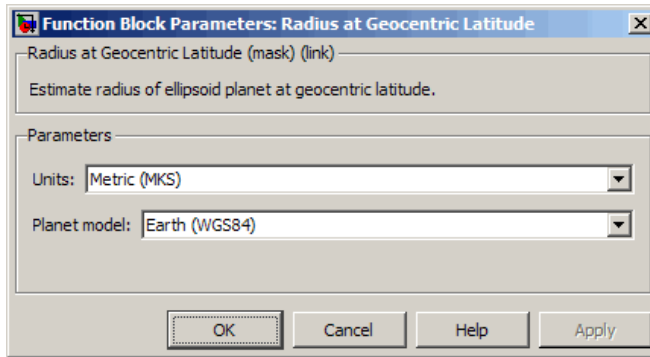 Function Block Parameters: Radius at Geocentric Latitude
Radius at Geocentric Latitude (mask) (link)
Estimate radius of ellipsoid planet at geocentric latitude.
Parameters
Units: Metric (MKS)
Planet model: Earth (WGS84)
OK Cancel Help Apply